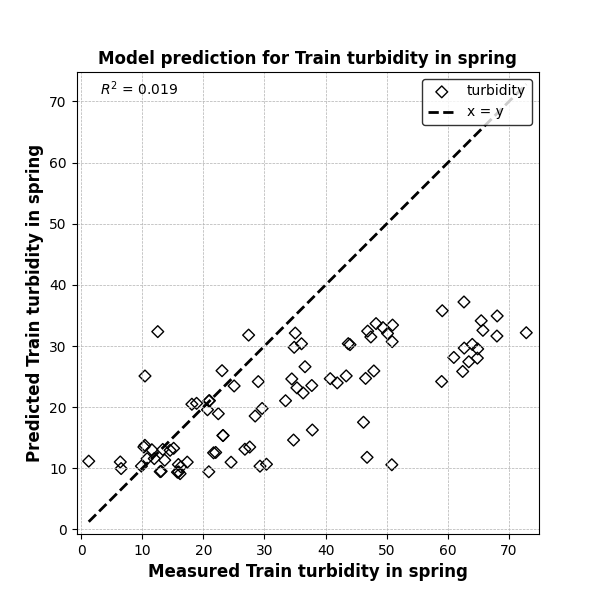 Model prediction for Train turbidity in spring
R² = 0.019
turbidity
x = y
70
60
50
40
30
20
10
0
Predicted Train turbidity in spring
0 10 20 30 40 50 60 70
Measured Train turbidity in spring